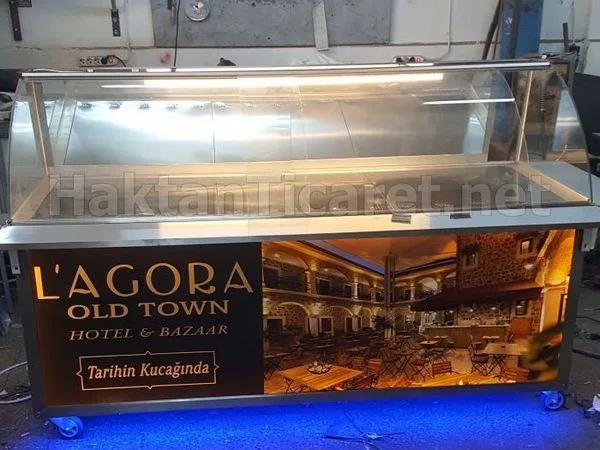 HaktanTicaret.net
L'AGORA
OLD TOWN
HOTEL & BAZAAR
Tarihin Kucağında